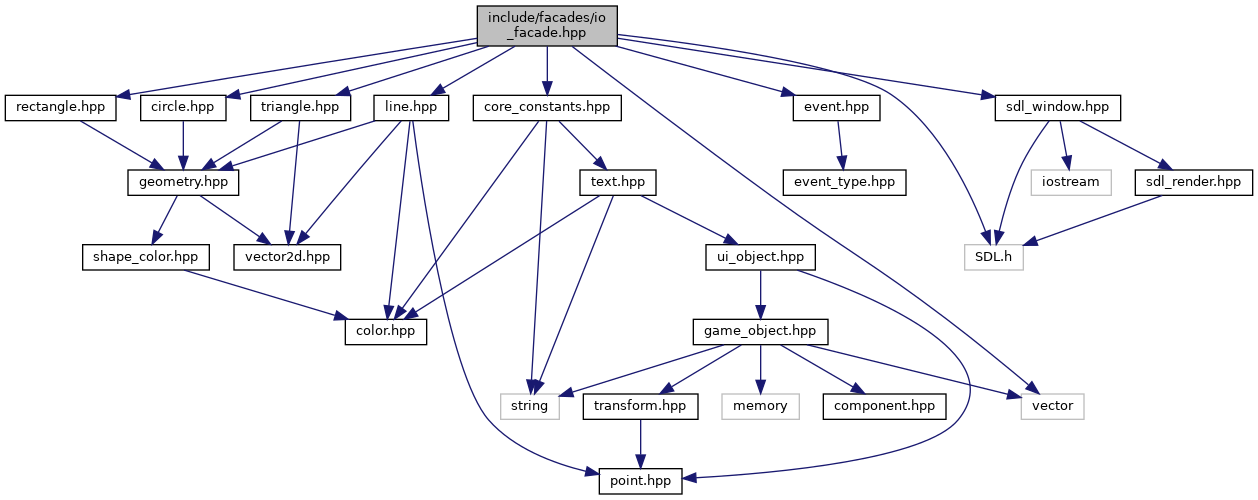 include/facades/io
_facade.hpp
rectangle.hpp
circle.hpp
triangle.hpp
line.hpp
core_constants.hpp
event.hpp
sdl_window.hpp
geometry.hpp
text.hpp
event_type.hpp
iostream
sdl_render.hpp
shape_color.hpp
vector2d.hpp
ui_object.hpp
SDL.h
color.hpp
game_object.hpp
string
transform.hpp
memory
component.hpp
vector
point.hpp